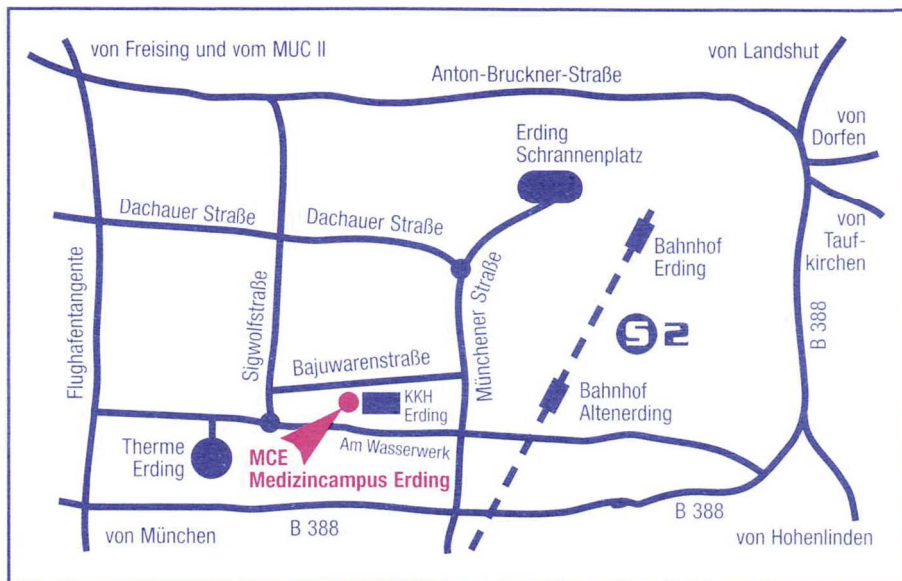 von Freising und vom MUC II
von Landshut
Anton-Bruckner-Straße
von
Dorfen
Erding
Schrannenplatz
Dachauer Straße
Dachauer Straße
von
Tauf-
kirchen
Bahnhof
Erding
Flughafentangente
Sigwolfstraße
Münchener Straße
B 388
S 2
Bajuwarenstraße
KKH
Erding
Bahnhof
Altenerding
Therme
Erding
Am Wasserwerk
MCE
Medizincampus Erding
von München
B 388
B 388
von Hohenlinden